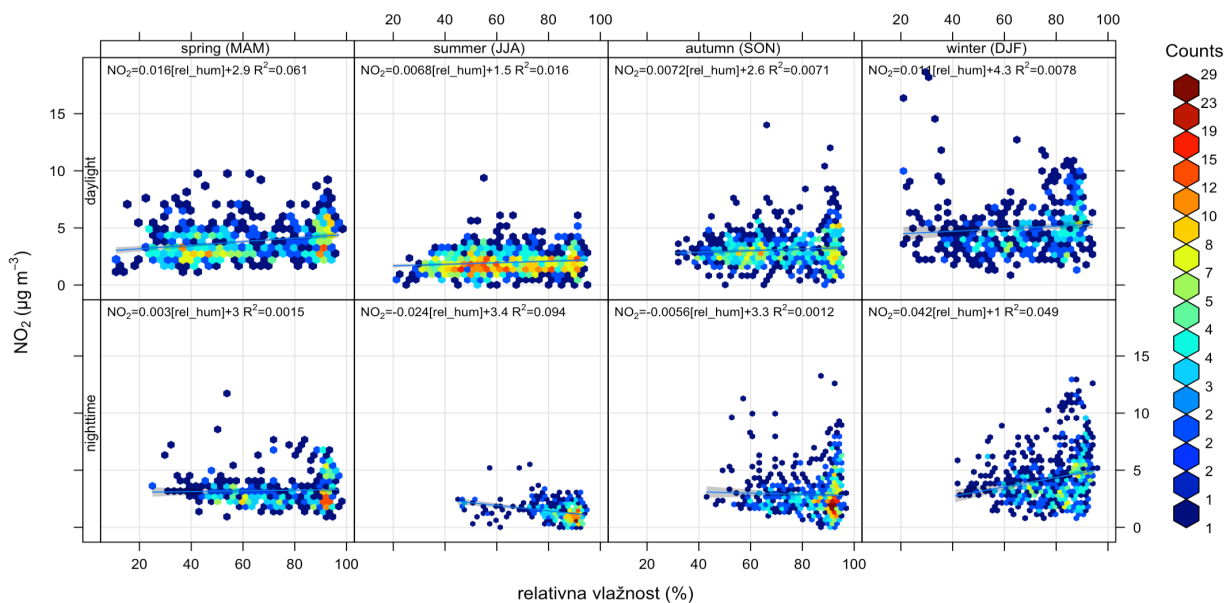 20 40 60 80 100 20 40 60 80 100
spring (MAM) summer (JJA) autumn (SON) winter (DJF)
Counts
NO₂=0.016[rel_hum]+2.9 R²=0.061 NO₂=0.0068[rel_hum]+1.5 R²=0.016 NO₂=0.0072[rel_hum]+2.6 R²=0.0071 NO₂=0.011[rel_hum]+4.3 R²=0.0078
15
10
5
0
daylight
NO₂=0.003[rel_hum]+3 R²=0.0015 NO₂=-0.024[rel_hum]+3.4 R²=0.094 NO₂=-0.0056[rel_hum]+3.3 R²=0.0012 NO₂=0.042[rel_hum]+1 R²=0.049
15
10
5
0
nighttime
NO₂ (µg m⁻³)
20 40 60 80 100 20 40 60 80 100
relativna vlažnost (%)
29
23
19
15
12
10
8
7
5
4
4
3
2
2
2
1
1